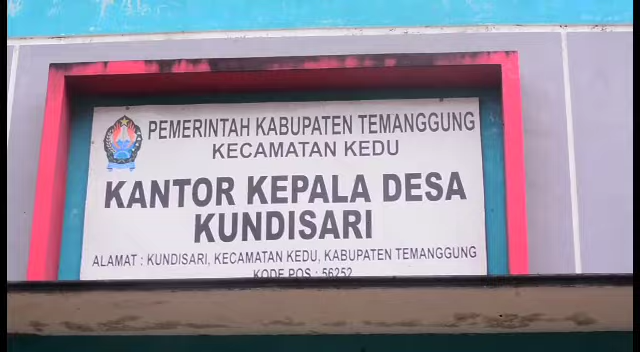 PEMERINTAH KABUPATEN TEMANGGUNG
KECAMATAN KEDU
KANTOR KEPALA DESA
KUNDISARI
ALAMAT : KUNDISARI, KECAMATAN KEDU, KABUPATEN TEMANGGUNG
KODE POS : 56252